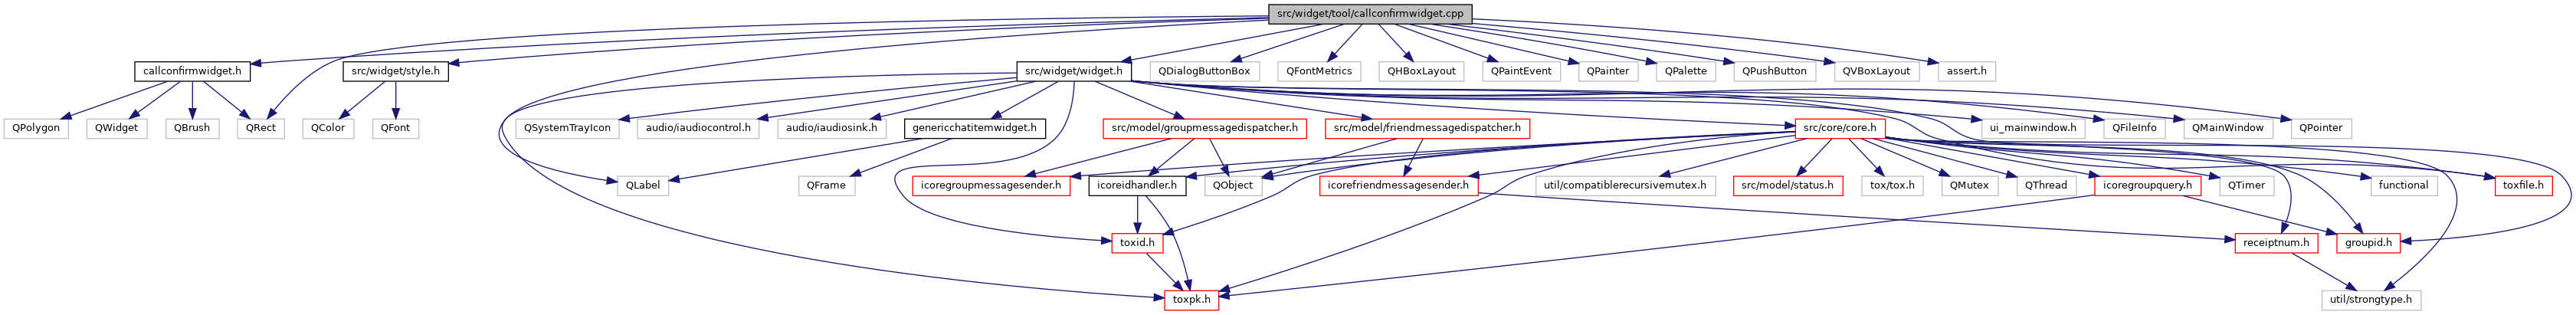 src/widget/tool/callconfirmwidget.cpp
callconfirmwidget.h
src/widget/style.h
src/widget/widget.h
QDialogButtonBox
QFontMetrics
QHBoxLayout
QPaintEvent
QPainter
QPalette
QPushButton
QVBoxLayout
assert.h
QPolygon
QWidget
QBrush
QRect
QColor
QFont
QSystemTrayIcon
audio/iaudiocontrol.h
audio/iaudiosink.h
genericchatitemwidget.h
src/model/groupmessagedispatcher.h
src/model/friendmessagedispatcher.h
src/core/core.h
ui_mainwindow.h
QFileInfo
QMainWindow
QPointer
QLabel
QFrame
icoregroupmessagesender.h
icoreidhandler.h
QObject
icorefriendmessagesender.h
util/compatiblerecursivemutex.h
src/model/status.h
tox/tox.h
QMutex
QThread
icoregroupquery.h
QTimer
functional
toxfile.h
toxid.h
receiptnum.h
groupid.h
toxpk.h
util/strongtype.h